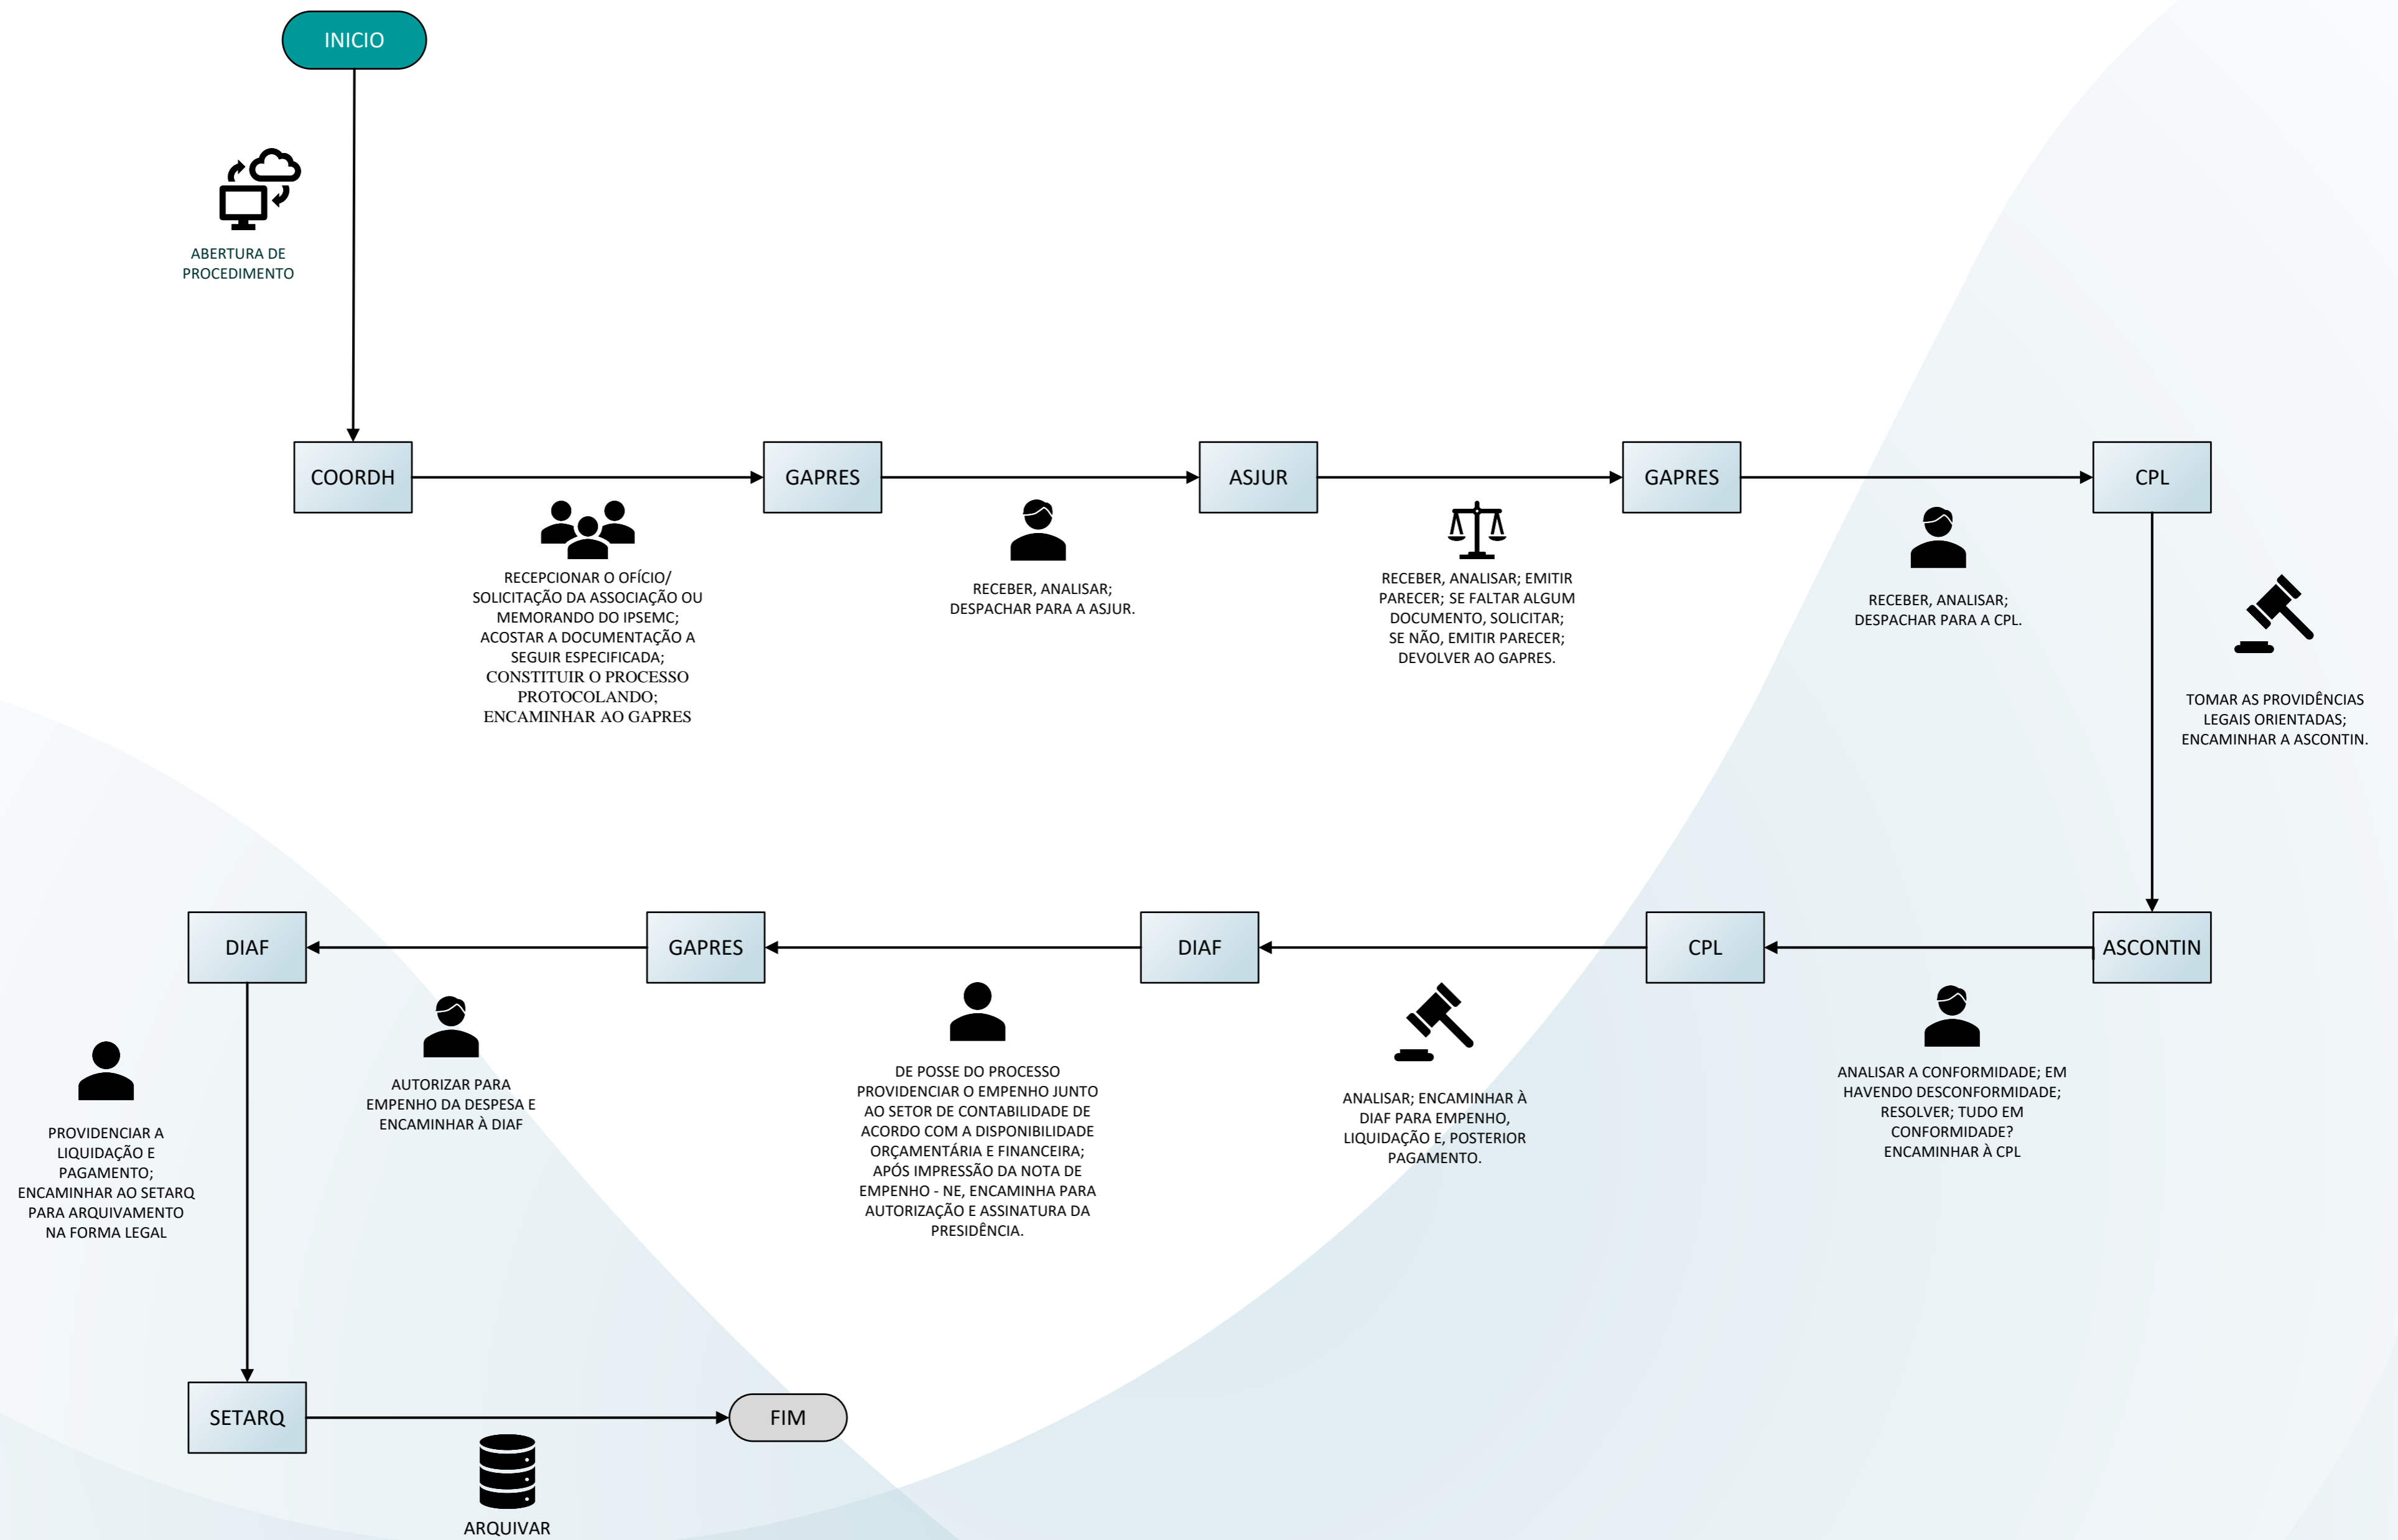 INICIO
ABERTURA DE
PROCEDIMENTO
COORDH
GAPRES
ASJUR
GAPRES
CPL
RECEPCIONAR O OFÍCIO/
SOLICITAÇÃO DA ASSOCIAÇÃO OU
MEMORANDO DO IPSEMC;
ACOSTAR A DOCUMENTAÇÃO A
SEGUIR ESPECIFICADA;
CONSTITUIR O PROCESSO
PROTOCOLANDO;
ENCAMINHAR AO GAPRES
RECEBER, ANALISAR;
DESPACHAR PARA A ASJUR.
RECEBER, ANALISAR; EMITIR
PARECER; SE FALTAR ALGUM
DOCUMENTO, SOLICITAR;
SE NÃO, EMITIR PARECER;
DEVOLVER AO GAPRES.
RECEBER, ANALISAR;
DESPACHAR PARA A CPL.
TOMAR AS PROVIDÊNCIAS
LEGAIS ORIENTADAS;
ENCAMINHAR A ASCONTIN.
ASCONTIN
CPL
DIAF
GAPRES
DIAF
ANALISAR A CONFORMIDADE; EM
HAVENDO DESCONFORMIDADE;
RESOLVER; TUDO EM
CONFORMIDADE?
ENCAMINHAR À CPL
ANALISAR; ENCAMINHAR À
DIAF PARA EMPENHO,
LIQUIDAÇÃO E, POSTERIOR
PAGAMENTO.
DE POSSE DO PROCESSO
PROVIDENCIAR O EMPENHO JUNTO
AO SETOR DE CONTABILIDADE DE
ACORDO COM A DISPONIBILIDADE
ORÇAMENTÁRIA E FINANCEIRA;
APÓS IMPRESSÃO DA NOTA DE
EMPENHO - NE, ENCAMINHA PARA
AUTORIZAÇÃO E ASSINATURA DA
PRESIDÊNCIA.
AUTORIZAR PARA
EMPENHO DA DESPESA E
ENCAMINHAR À DIAF
PROVIDENCIAR A
LIQUIDAÇÃO E
PAGAMENTO;
ENCAMINHAR AO SETARQ
PARA ARQUIVAMENTO
NA FORMA LEGAL
SETARQ
FIM
ARQUIVAR